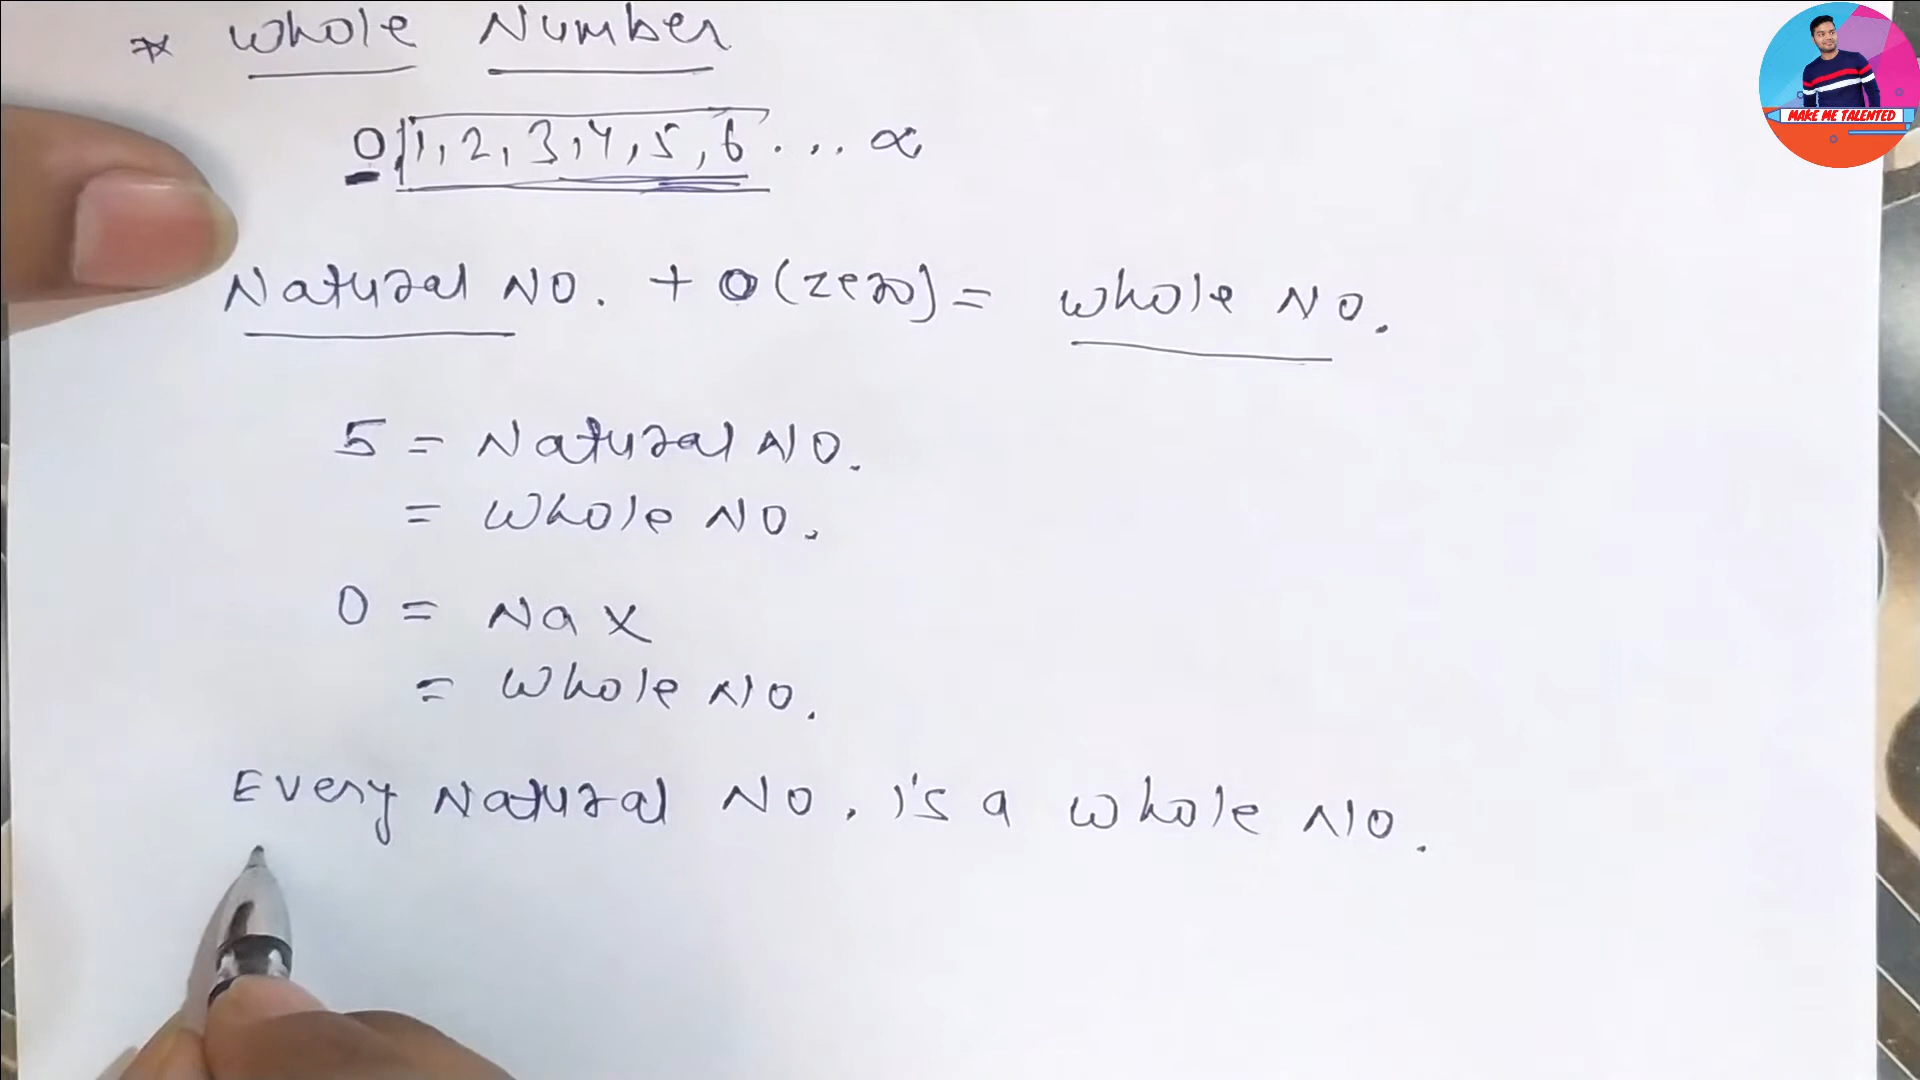 * Whole Number
0, 1, 2, 3, 4, 5, 6 . . . ∝
Natural NO. + 0 (zero) = whole NO.
5 = Natural NO.
= Whole NO.
0 = Na X
= Whole NO.
Every Natural NO. is a whole NO.
MAKE ME TALENTED